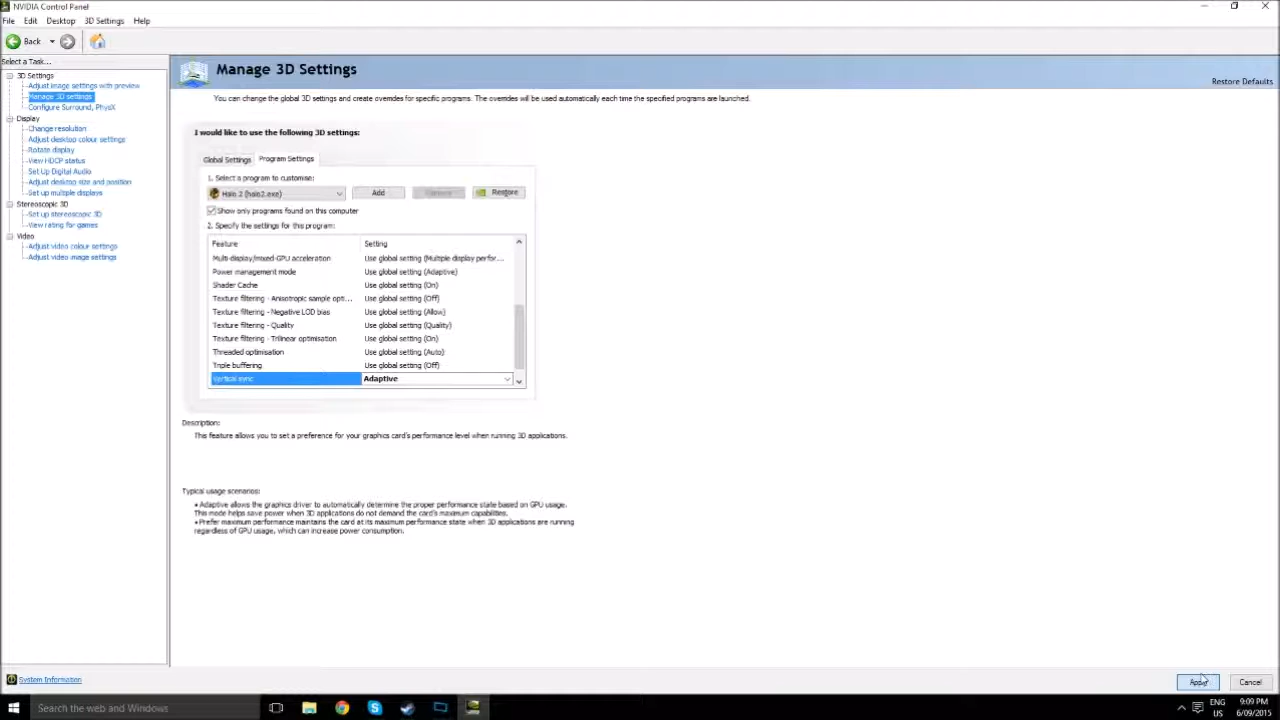 NVIDIA Control Panel
File Edit Desktop 3D Settings Help
Back
Select a Task...
3D Settings
Adjust image settings with preview
Manage 3D settings
Configure Surround, PhysX
Display
Change resolution
Adjust desktop colour settings
Rotate display
View HDCP status
Set Up Digital Audio
Adjust desktop size and position
Set up multiple displays
Stereoscopic 3D
Set up stereoscopic 3D
View rating for games
Video
Adjust video colour settings
Adjust video image settings
System Information
Manage 3D Settings
Restore Defaults
You can change the global 3D settings and create overrides for specific programs. The overrides will be used automatically each time the specified programs are launched.
I would like to use the following 3D settings:
Global Settings Program Settings
1. Select a program to customise:
Halo 2 (halo2.exe) Add Remove Restore
Show only programs found on this computer
2. Specify the settings for this program:
Feature Setting
Multi-display/mixed-GPU acceleration Use global setting (Multiple display perfor...
Power management mode Use global setting (Adaptive)
Shader Cache Use global setting (On)
Texture filtering - Anisotropic sample opti... Use global setting (Off)
Texture filtering - Negative LOD bias Use global setting (Allow)
Texture filtering - Quality Use global setting (Quality)
Texture filtering - Trilinear optimisation Use global setting (On)
Threaded optimisation Use global setting (Auto)
Triple buffering Use global setting (Off)
Vertical sync Adaptive
Description:
This feature allows you to set a preference for your graphics card's performance level when running 3D applications.
Typical usage scenarios:
• Adaptive allows the graphics driver to automatically determine the proper performance state based on GPU usage.
This mode helps save power when 3D applications do not demand the card's maximum capabilities.
• Prefer maximum performance maintains the card at its maximum performance state when 3D applications are running
regardless of GPU usage, which can increase power consumption.
Apply Cancel
Search the web and Windows
ENG 9:09 PM
US 6/09/2015